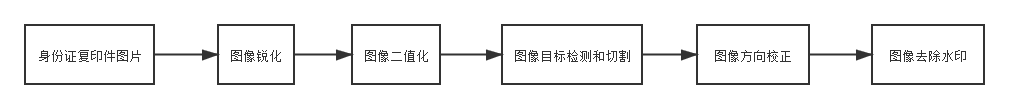 身份证复印件图片
图像锐化
图像二值化
图像目标检测和切割
图像方向校正
图像去除水印